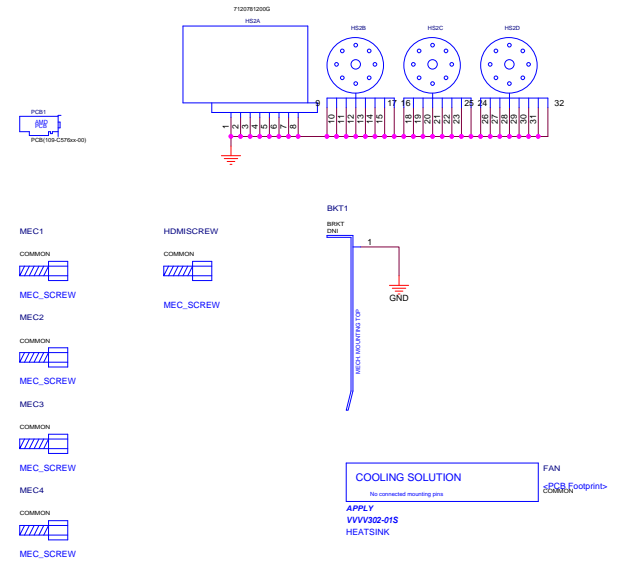 7120781200G
HS2A
HS2B
HS2C
HS2D
9
17
16
25
24
32
1
2
3
4
5
6
7
8
10
11
12
13
14
15
18
19
20
21
22
23
26
27
28
29
30
31
PCB1
AMD
PCB
PCB(109-C576xx-00)
BKT1
BRKT
DNI
1
GND
MECH. MOUNTING TOP
MEC1
COMMON
MEC_SCREW
HDMISCREW
COMMON
MEC_SCREW
MEC2
COMMON
MEC_SCREW
MEC3
COMMON
MEC_SCREW
MEC4
COMMON
MEC_SCREW
COOLING SOLUTION
No connected mounting pins
FAN
<PCB Footprint>
COMMON
APPLY
VVVV302-01S
HEATSINK